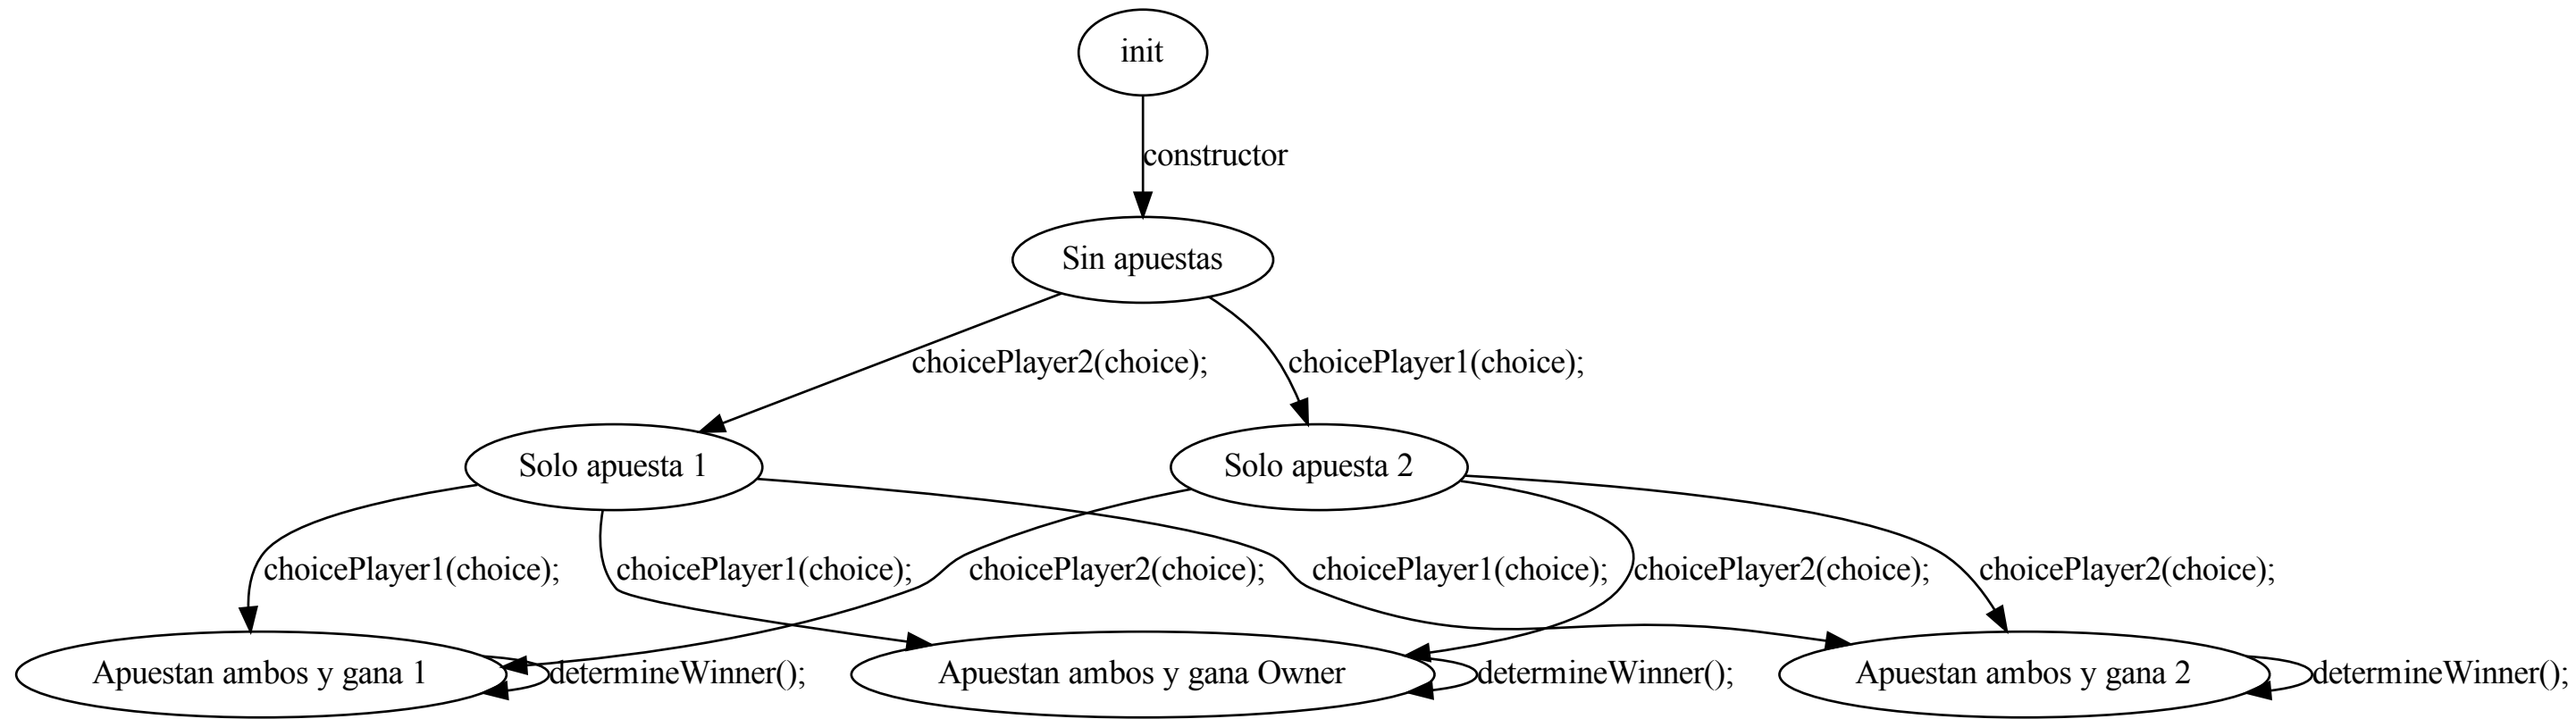 init
constructor
Sin apuestas
choicePlayer2(choice);
choicePlayer1(choice);
Solo apuesta 1
Solo apuesta 2
choicePlayer1(choice);
choicePlayer1(choice);
choicePlayer2(choice);
choicePlayer1(choice);
choicePlayer2(choice);
choicePlayer2(choice);
Apuestan ambos y gana 1
determineWinner();
Apuestan ambos y gana Owner
determineWinner();
Apuestan ambos y gana 2
determineWinner();